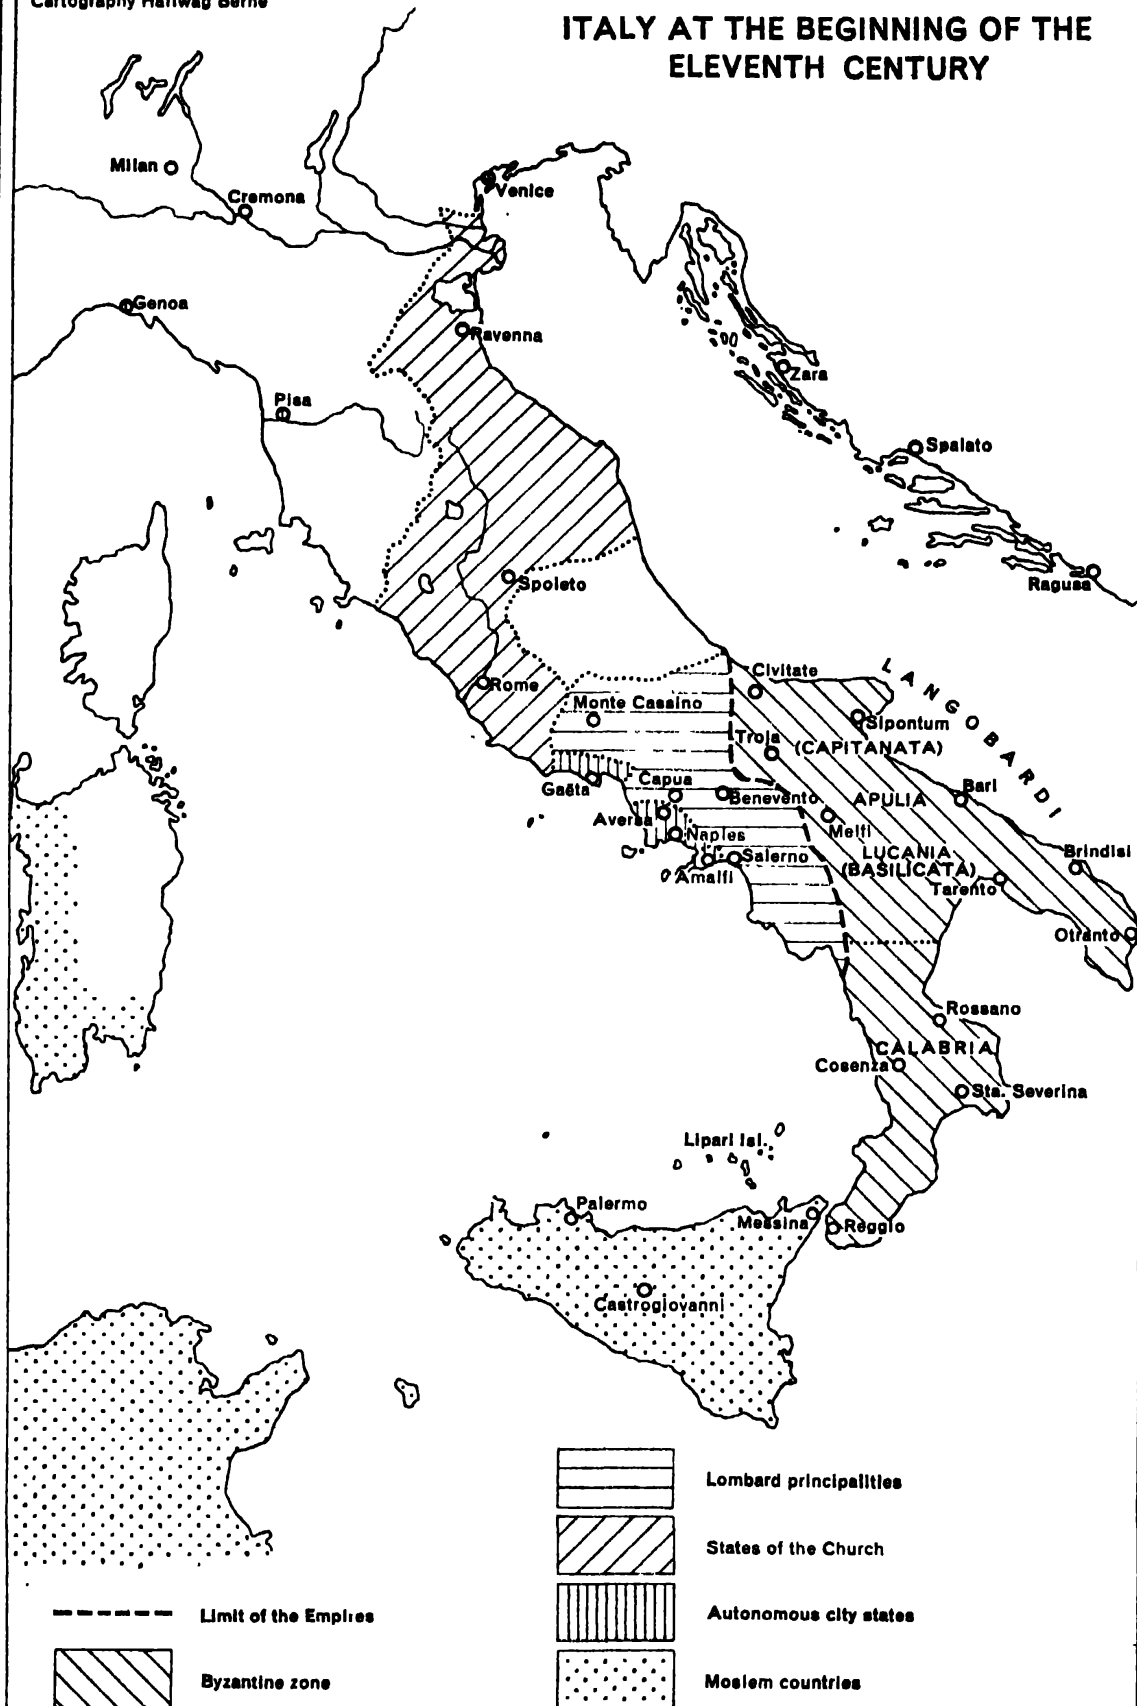 Cartography Hallwag Berne
ITALY AT THE BEGINNING OF THE
ELEVENTH CENTURY
Milan
Cremona
Venice
Genoa
Ravenna
Pisa
Zara
Spalato
Ragusa
Spoleto
Rome
LANGOBARDI
Civitate
Monte Cassino
Sipontum
Troja
(CAPITANATA)
Gaëta
Capua
Benevento
APULIA
Bari
Aversa
Naples
Melfi
Amalfi
Salerno
LUCANIA
(BASILICATA)
Brindisi
Tarento
Otranto
Rossano
CALABRIA
Cosenza
Sta. Severina
Lipari Isl.
Palermo
Messina
Reggio
Castrogiovanni
Lombard principalities
States of the Church
Limit of the Empires
Autonomous city states
Byzantine zone
Moslem countries